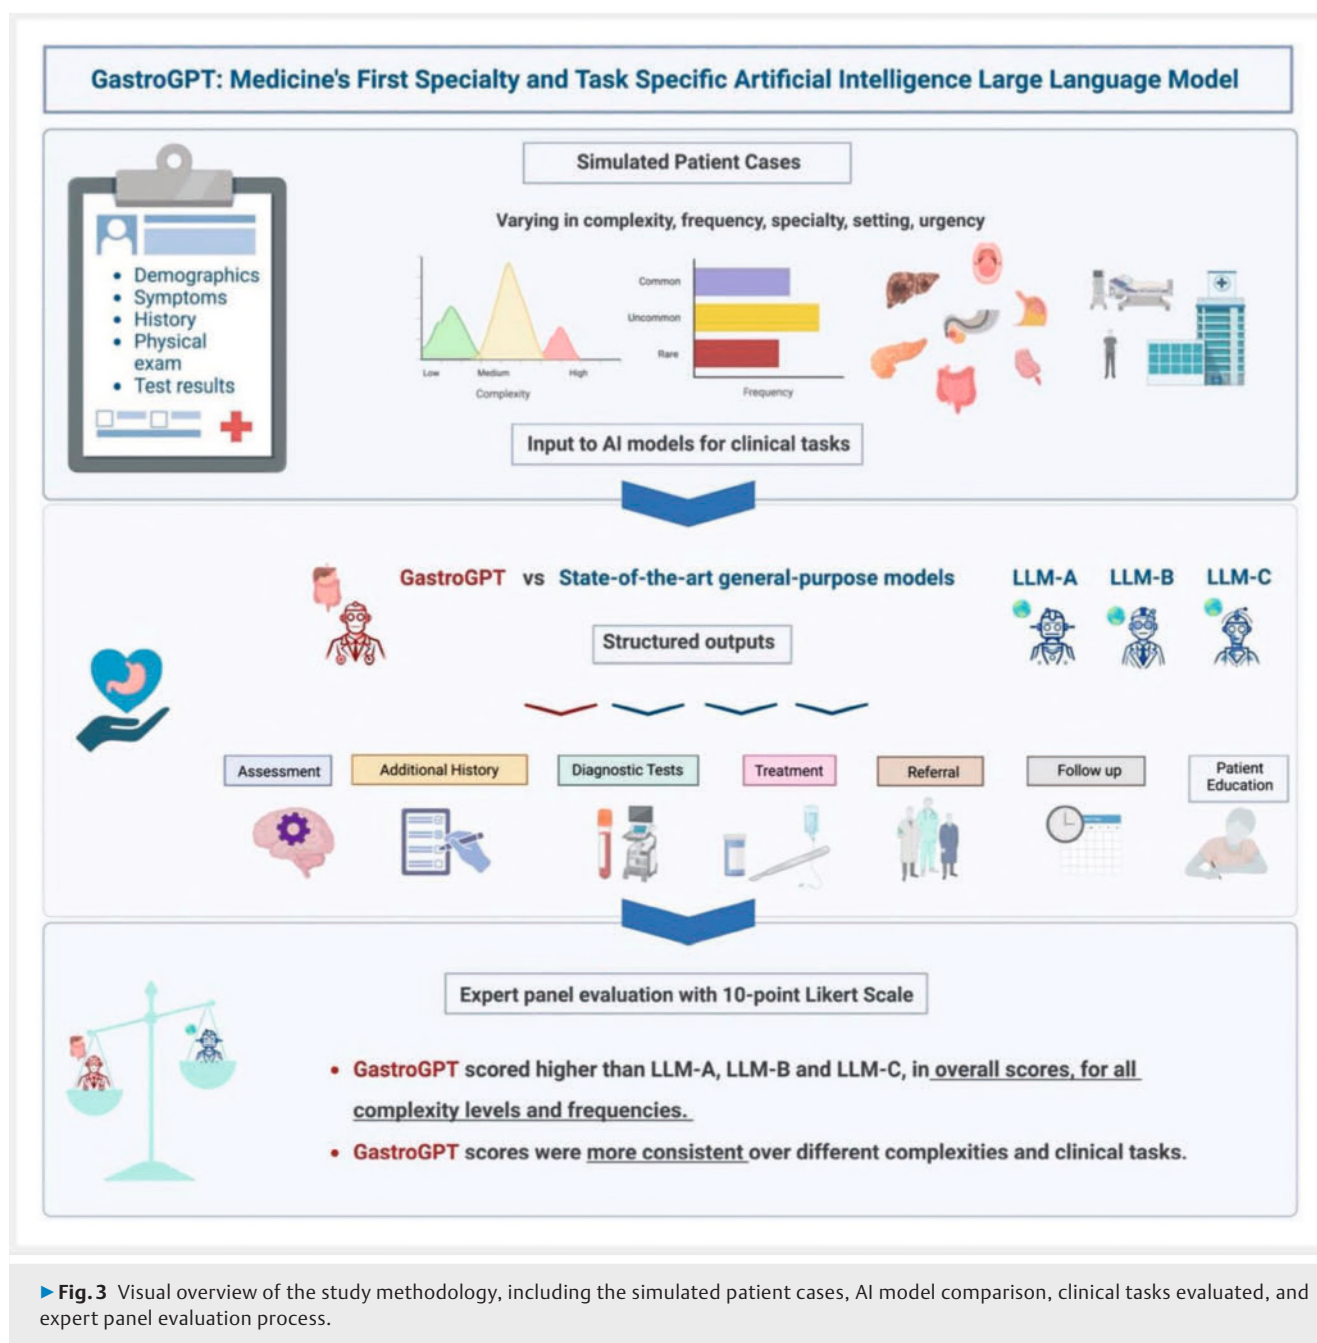 GastroGPT: Medicine's First Specialty and Task Specific Artificial Intelligence Large Language Model
Simulated Patient Cases
Varying in complexity, frequency, specialty, setting, urgency
• Demographics
• Symptoms
• History
• Physical
exam
• Test results
Low Medium High
Complexity
Common
Uncommon
Rare
Frequency
Input to AI models for clinical tasks
GastroGPT vs State-of-the-art general-purpose models
LLM-A LLM-B LLM-C
Structured outputs
Assessment
Additional History
Diagnostic Tests
Treatment
Referral
Follow up
Patient
Education
Expert panel evaluation with 10-point Likert Scale
• GastroGPT scored higher than LLM-A, LLM-B and LLM-C, in overall scores, for all
complexity levels and frequencies.
• GastroGPT scores were more consistent over different complexities and clinical tasks.
▶ Fig. 3 Visual overview of the study methodology, including the simulated patient cases, AI model comparison, clinical tasks evaluated, and
expert panel evaluation process.